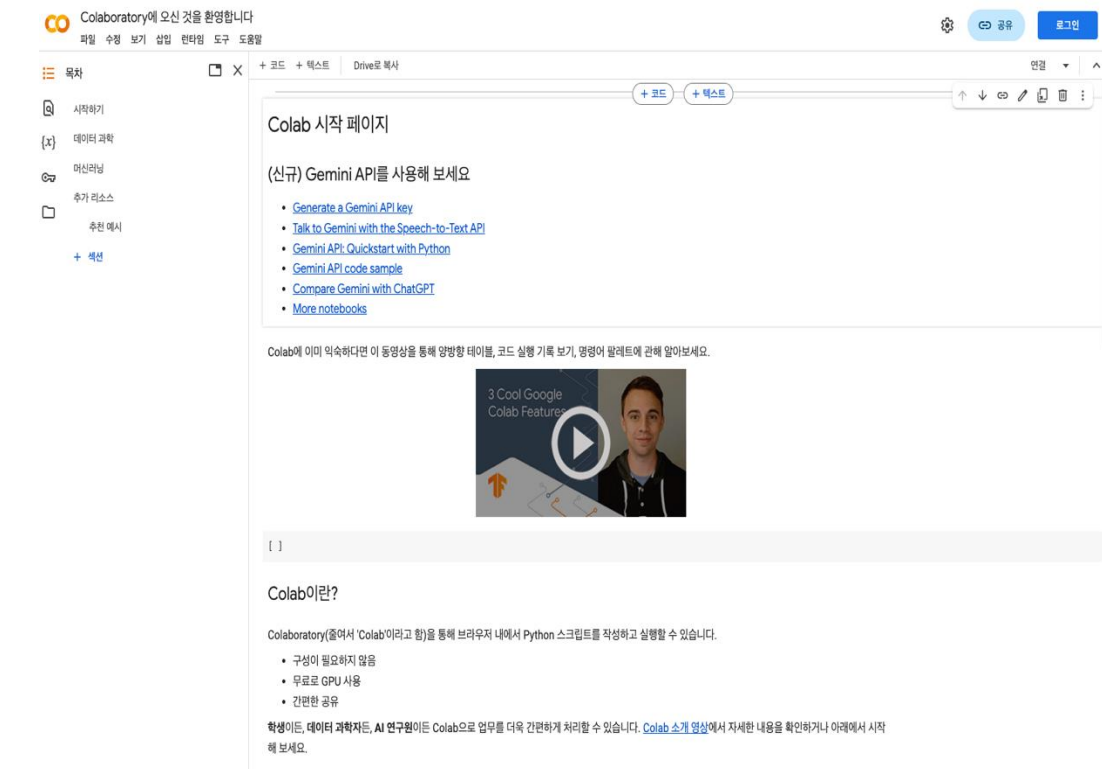 Colaboratory에 오신 것을 환영합니다
파일 수정 보기 삽입 런타임 도구 도움말
공유
로그인
목차
+ 코드 + 텍스트 Drive로 복사
연결
시작하기
데이터 과학
머신러닝
추가 리소스
추천 예시
+ 섹션
+ 코드 + 텍스트
Colab 시작 페이지
(신규) Gemini API를 사용해 보세요
• Generate a Gemini API key
• Talk to Gemini with the Speech-to-Text API
• Gemini API: Quickstart with Python
• Gemini API code sample
• Compare Gemini with ChatGPT
• More notebooks
Colab에 이미 익숙하다면 이 동영상을 통해 양방향 테이블, 코드 실행 기록 보기, 명령어 팔레트에 관해 알아보세요.
3 Cool Google
Colab Features
[ ]
Colab이란?
Colaboratory(줄여서 'Colab'이라고 함)을 통해 브라우저 내에서 Python 스크립트를 작성하고 실행할 수 있습니다.
• 구성이 필요하지 않음
• 무료로 GPU 사용
• 간편한 공유
학생이든, 데이터 과학자든, AI 연구원이든 Colab으로 업무를 더욱 간편하게 처리할 수 있습니다. Colab 소개 영상에서 자세한 내용을 확인하거나 아래에서 시작
해 보세요.